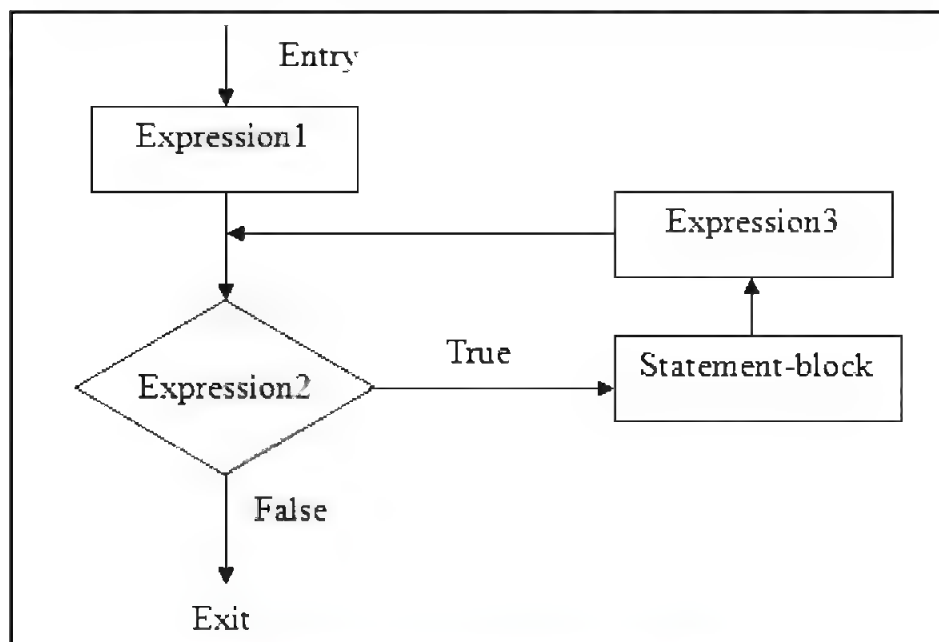 Entry
Expression1
Expression3
True
Statement-block
Expression2
False
Exit